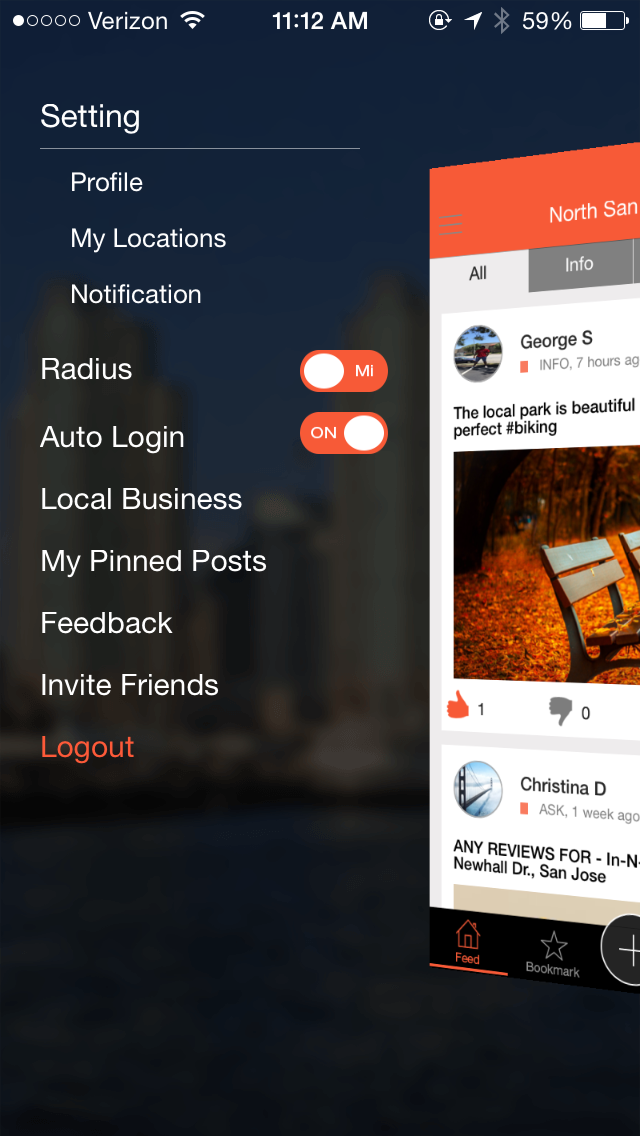 Verizon 11:12 AM 59%
Setting
Profile
My Locations
Notification
Radius Mi
Auto Login ON
Local Business
My Pinned Posts
Feedback
Invite Friends
Logout
North San
All Info
George S
INFO, 7 hours ag
The local park is beautiful
perfect #biking
1 0
Christina D
ASK, 1 week ago
ANY REVIEWS FOR - In-N-
Newhall Dr., San Jose
Feed Bookmark